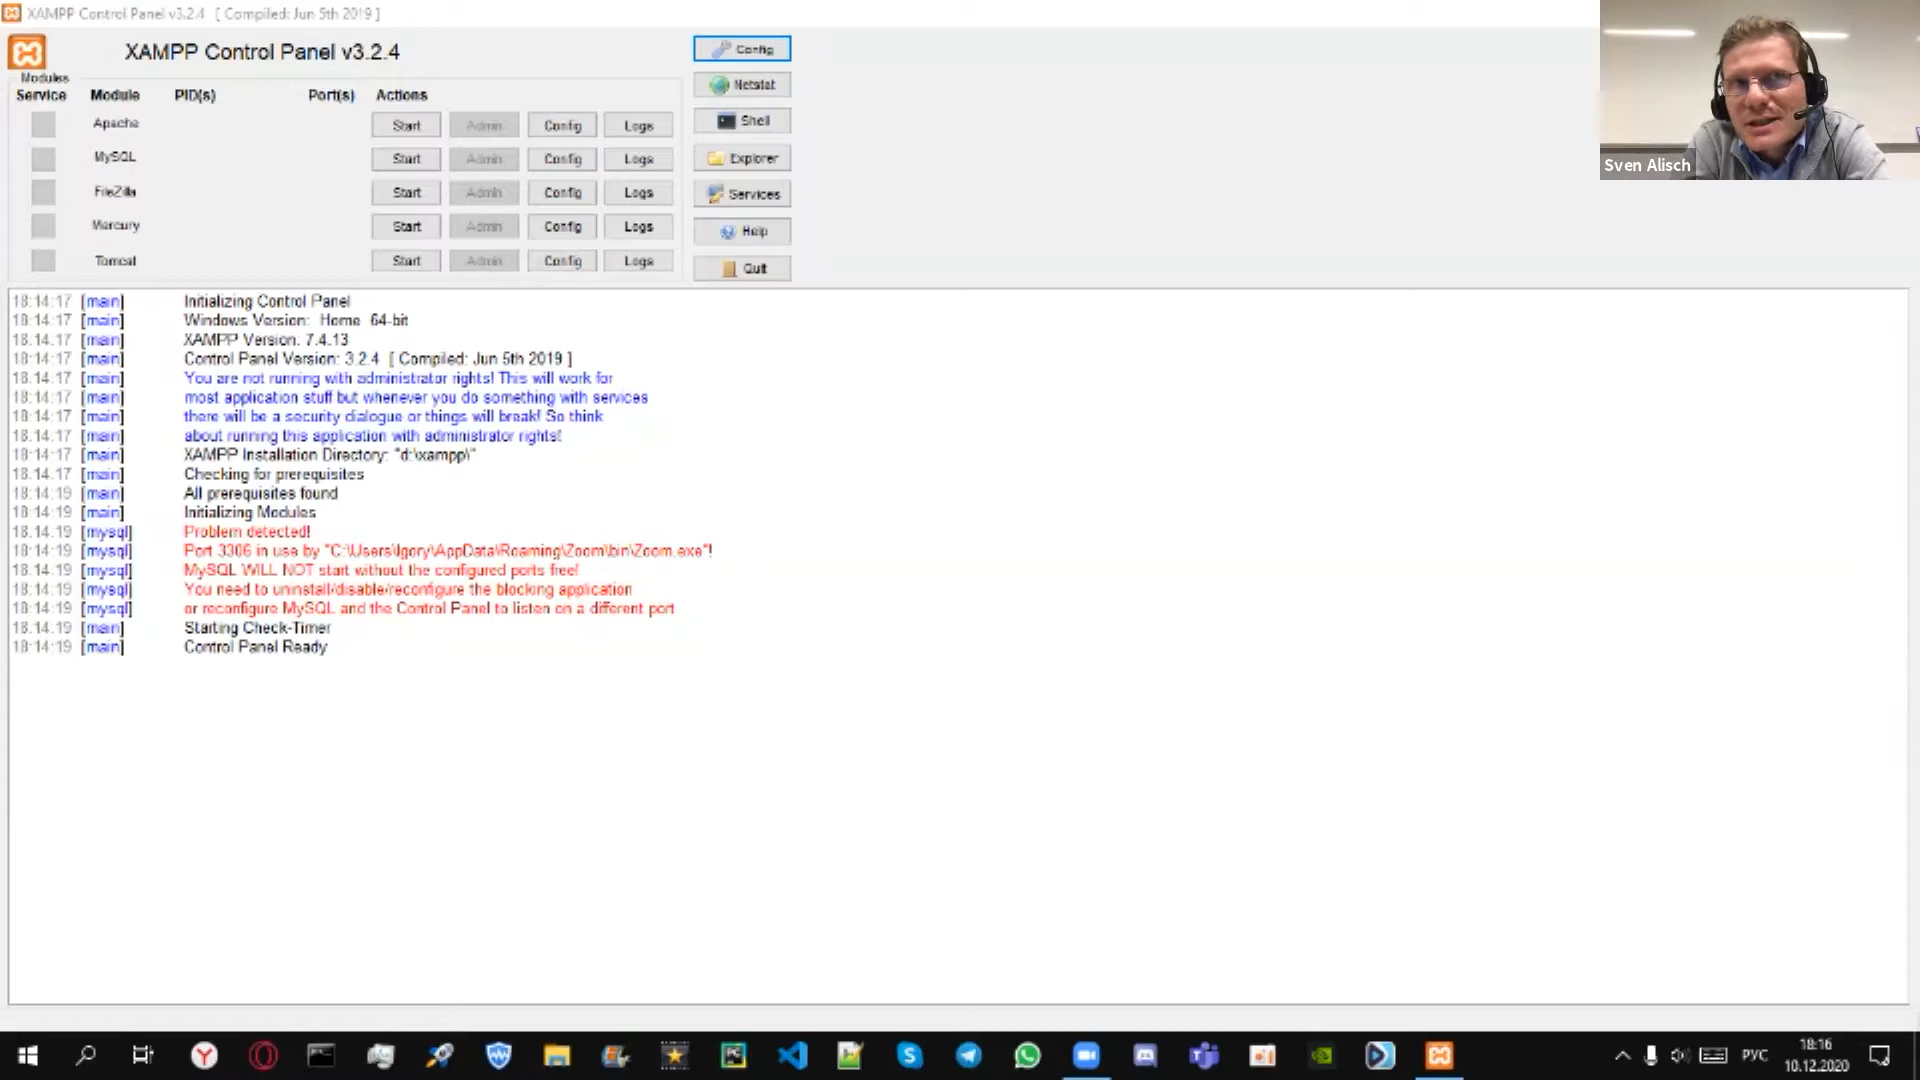 XAMPP Control Panel v3.2.4 [ Compiled: Jun 5th 2019 ]
XAMPP Control Panel v3.2.4
Modules
Service Module PID(s) Port(s) Actions
Apache Start Admin Config Logs
MySQL Start Admin Config Logs
FileZilla Start Admin Config Logs
Mercury Start Admin Config Logs
Tomcat Start Admin Config Logs
Config
Netstat
Shell
Explorer
Services
Help
Quit
Sven Alisch
18:14:17 [main] Initializing Control Panel
18:14:17 [main] Windows Version: Home 64-bit
18:14:17 [main] XAMPP Version: 7.4.13
18:14:17 [main] Control Panel Version: 3.2.4 [ Compiled: Jun 5th 2019 ]
18:14:17 [main] You are not running with administrator rights! This will work for
18:14:17 [main] most application stuff but whenever you do something with services
18:14:17 [main] there will be a security dialogue or things will break! So think
18:14:17 [main] about running this application with administrator rights!
18:14:17 [main] XAMPP Installation Directory: "d:\xampp\"
18:14:17 [main] Checking for prerequisites
18:14:19 [main] All prerequisites found
18:14:19 [main] Initializing Modules
18:14:19 [mysql] Problem detected!
18:14:19 [mysql] Port 3306 in use by "C:\Users\Igory\AppData\Roaming\Zoom\bin\Zoom.exe"!
18:14:19 [mysql] MySQL WILL NOT start without the configured ports free!
18:14:19 [mysql] You need to uninstall/disable/reconfigure the blocking application
18:14:19 [mysql] or reconfigure MySQL and the Control Panel to listen on a different port
18:14:19 [main] Starting Check-Timer
18:14:19 [main] Control Panel Ready
РУС
18:16
10.12.2020